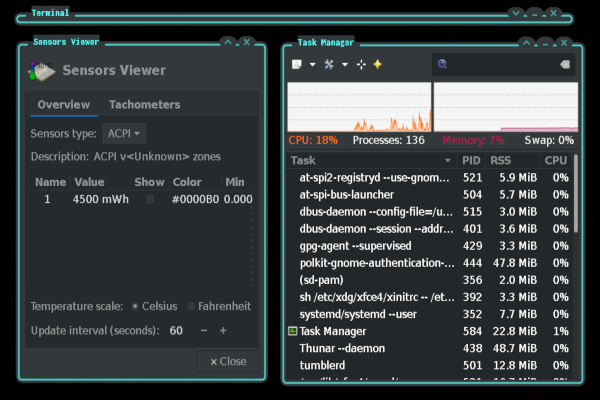 Terminal
Sensors Viewer
Sensors Viewer
Overview Tachometers
Sensors type: ACPI
Description: ACPI v<Unknown> zones
Name Value Show Color Min
1 4500 mWh #0000B0 0.000
Temperature scale: Celsius Fahrenheit
Update interval (seconds): 60 − +
× Close
Task Manager
CPU: 18% Processes: 136 Memory: 7% Swap: 0%
Task PID RSS CPU
at-spi2-registryd --use-gnom... 521 5.9 MiB 0%
at-spi-bus-launcher 504 5.7 MiB 0%
dbus-daemon --config-file=/u... 515 3.0 MiB 0%
dbus-daemon --session --addr... 401 3.6 MiB 0%
gpg-agent --supervised 429 3.3 MiB 0%
polkit-gnome-authentication-... 444 47.8 MiB 0%
(sd-pam) 356 2.0 MiB 0%
sh /etc/xdg/xfce4/xinitrc -- /et... 392 3.3 MiB 0%
systemd/systemd --user 352 7.7 MiB 0%
Task Manager 584 22.8 MiB 1%
Thunar --daemon 438 48.7 MiB 0%
tumblerd 501 12.8 MiB 0%